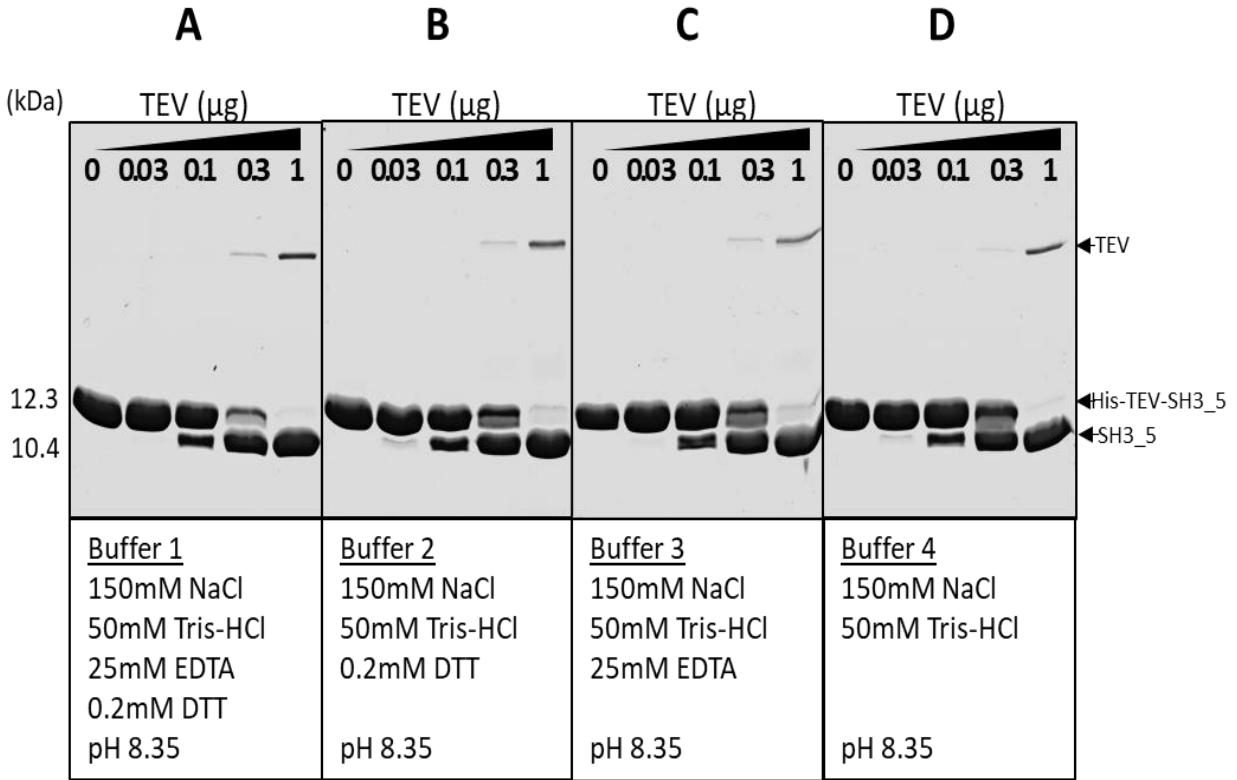 A B C D
(kDa) TEV (µg) TEV (µg) TEV (µg) TEV (µg)
0 0.03 0.1 0.3 1 0 0.03 0.1 0.3 1 0 0.03 0.1 0.3 1 0 0.03 0.1 0.3 1
TEV
12.3 His-TEV-SH3_5
10.4 SH3_5
Buffer 1
150mM NaCl
50mM Tris-HCl
25mM EDTA
0.2mM DTT
pH 8.35
Buffer 2
150mM NaCl
50mM Tris-HCl
0.2mM DTT
pH 8.35
Buffer 3
150mM NaCl
50mM Tris-HCl
25mM EDTA
pH 8.35
Buffer 4
150mM NaCl
50mM Tris-HCl
pH 8.35